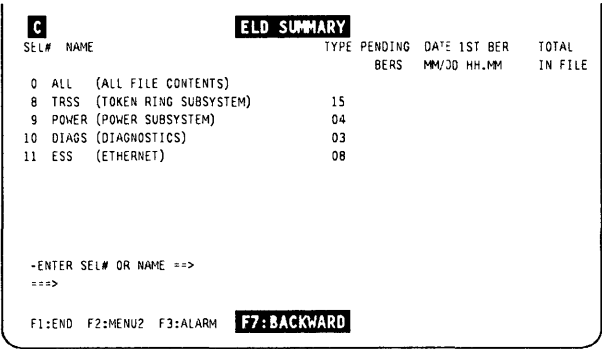 C ELD SUMMARY
SEL# NAME TYPE PENDING DATE 1ST BER TOTAL
BERS MM/DD HH.MM IN FILE
0 ALL (ALL FILE CONTENTS)
8 TRSS (TOKEN RING SUBSYSTEM) 15
9 POWER (POWER SUBSYSTEM) 04
10 DIAGS (DIAGNOSTICS) 03
11 ESS (ETHERNET) 08
-ENTER SEL# OR NAME ==>
===>
F1:END F2:MENU2 F3:ALARM F7:BACKWARD